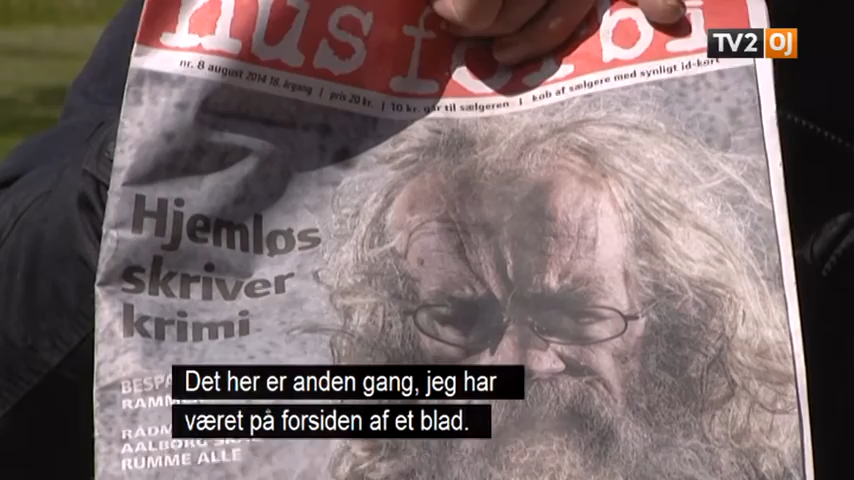 hus forbi
TV2 OJ
nr. 8 august 2014 16. årgang | pris 20 kr. | 10 kr. går til sælgeren | køb af sælgere med synligt id-kort
Hjemløs
skriver
krimi
RUMME ALLE
Det her er anden gang, jeg har
været på forsiden af et blad.